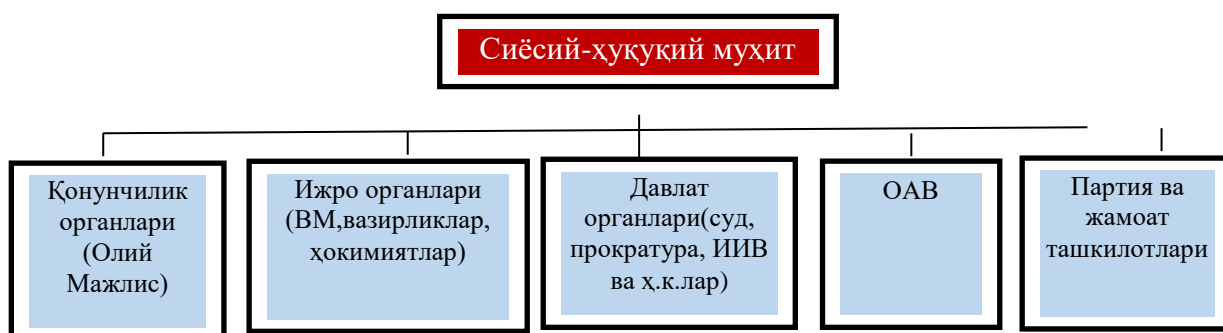 Сиёсий-ҳуқуқий муҳит
Қонунчилик
органлари
(Олий
Мажлис)
Ижро органлари
(ВМ,вазирликлар,
ҳокимиятлар)
Давлат
органлари(суд,
прократура, ИИВ
ва ҳ.к.лар)
ОАВ
Партия ва
жамоат
ташкилотлари